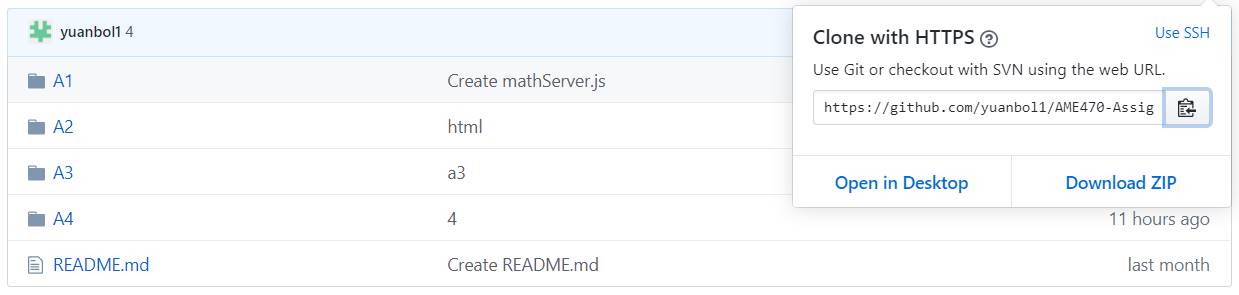 yuanbol1 4
A1 Create mathServer.js
A2 html
A3 a3
A4 4 11 hours ago
README.md Create README.md last month
Clone with HTTPS ?
Use SSH
Use Git or checkout with SVN using the web URL.
https://github.com/yuanbol1/AME470-Assig
Open in Desktop
Download ZIP